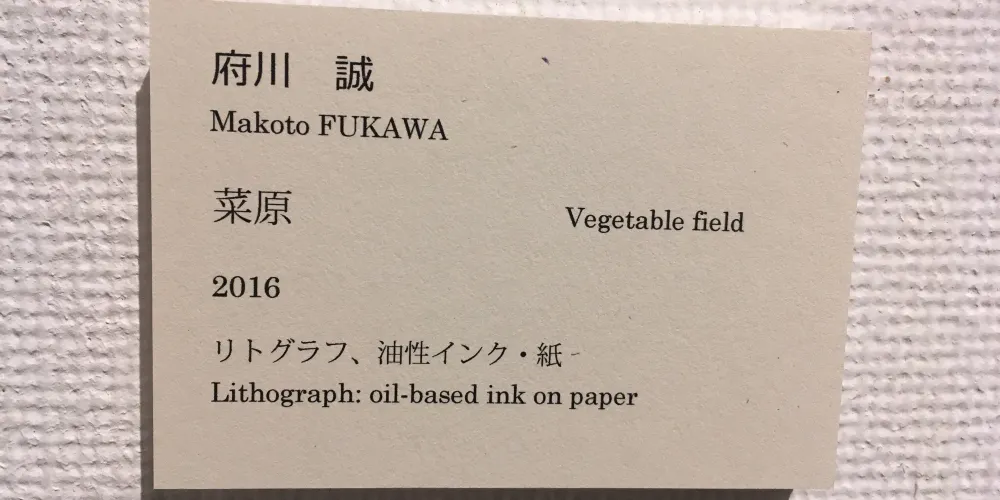 府川　誠
Makoto FUKAWA
菜原
Vegetable field
2016
リトグラフ、油性インク・紙
Lithograph: oil-based ink on paper